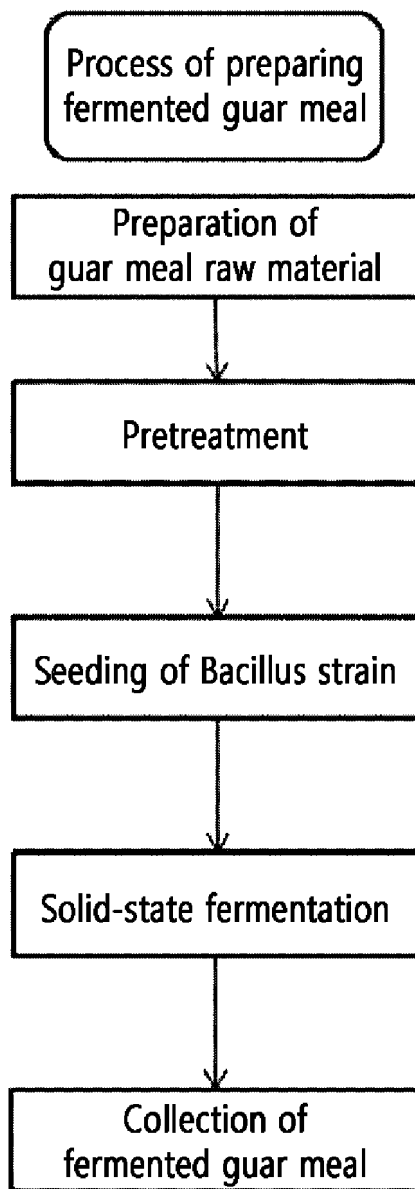 Process of preparing
fermented guar meal
Preparation of
guar meal raw material
Pretreatment
Seeding of Bacillus strain
Solid-state fermentation
Collection of
fermented guar meal